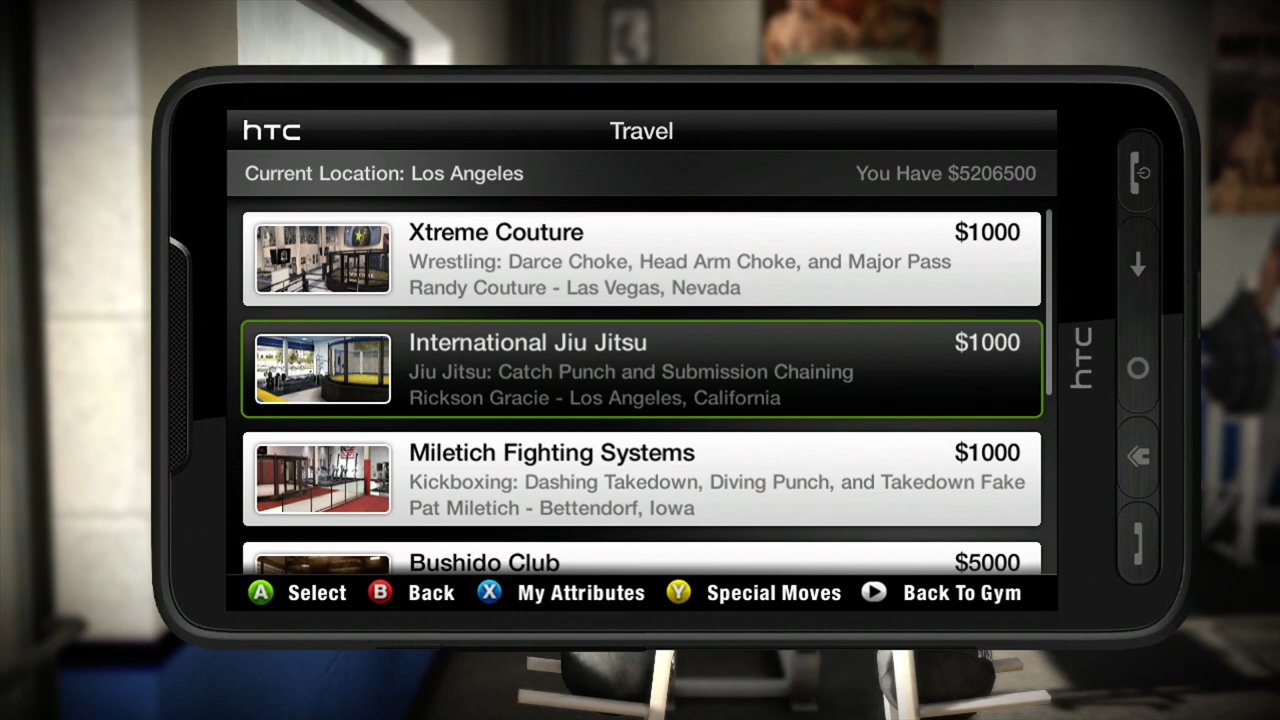 htc
Travel
Current Location: Los Angeles
You Have $5206500
Xtreme Couture
$1000
Wrestling: Darce Choke, Head Arm Choke, and Major Pass
Randy Couture - Las Vegas, Nevada
International Jiu Jitsu
$1000
Jiu Jitsu: Catch Punch and Submission Chaining
Rickson Gracie - Los Angeles, California
htc
Miletich Fighting Systems
$1000
Kickboxing: Dashing Takedown, Diving Punch, and Takedown Fake
Pat Miletich - Bettendorf, Iowa
Bushido Club
$5000
A Select B Back X My Attributes Y Special Moves Back To Gym